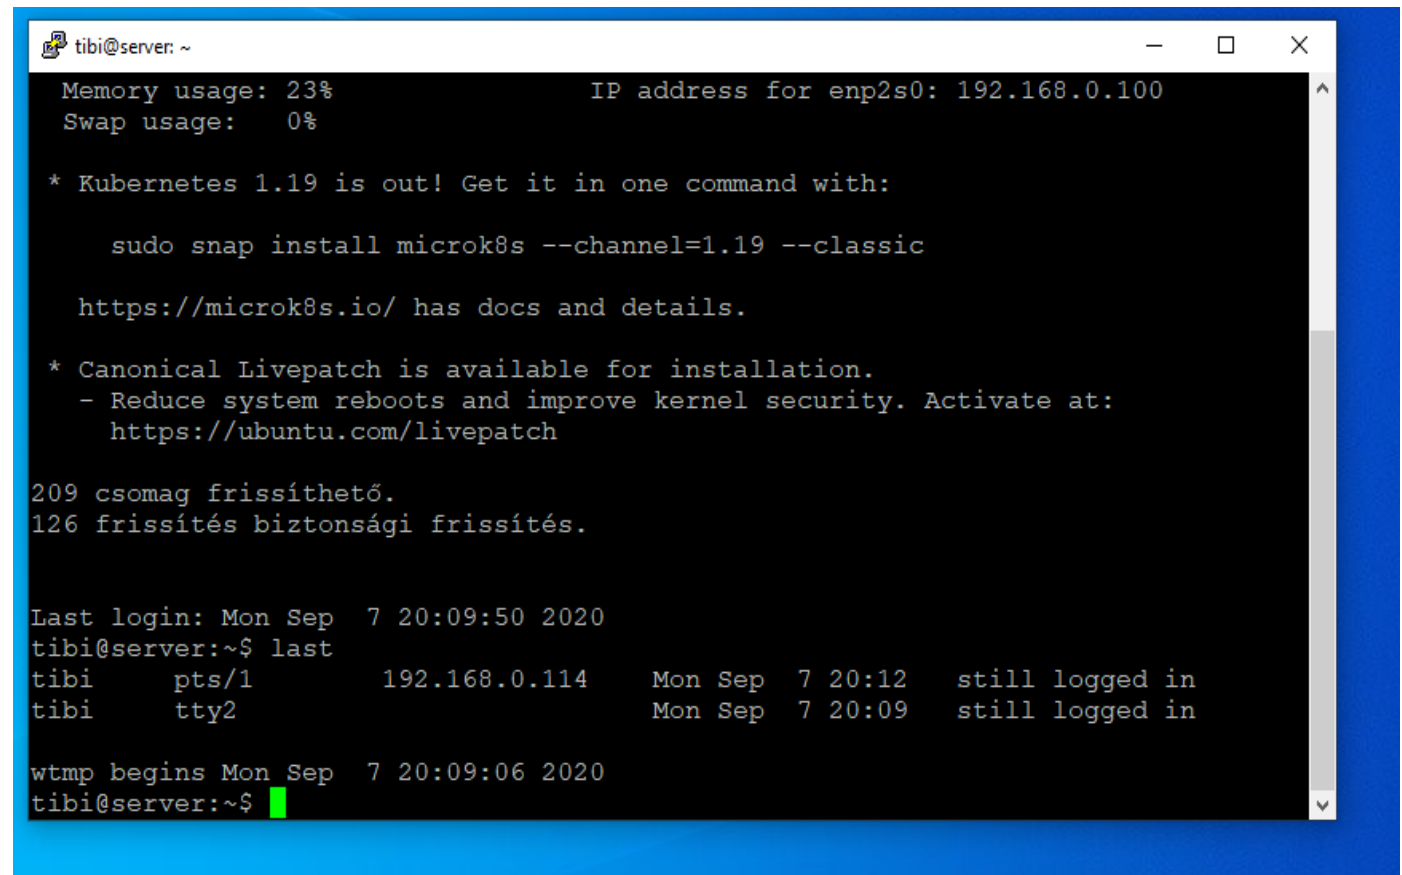 tibi@server: ~
Memory usage: 23%                IP address for enp2s0: 192.168.0.100
Swap usage:   0%
* Kubernetes 1.19 is out! Get it in one command with:
sudo snap install microk8s --channel=1.19 --classic
https://microk8s.io/ has docs and details.
* Canonical Livepatch is available for installation.
- Reduce system reboots and improve kernel security. Activate at:
https://ubuntu.com/livepatch
209 csomag frissíthető.
126 frissítés biztonsági frissítés.
Last login: Mon Sep  7 20:09:50 2020
tibi@server:~$ last
tibi     pts/1        192.168.0.114    Mon Sep  7 20:12   still logged in
tibi     tty2                          Mon Sep  7 20:09   still logged in
wtmp begins Mon Sep  7 20:09:06 2020
tibi@server:~$